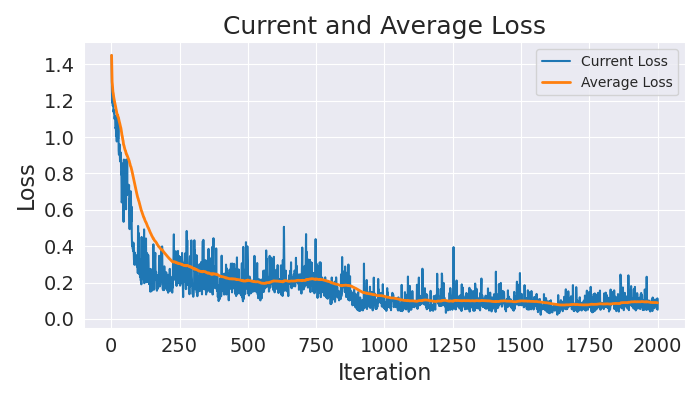 Current and Average Loss
Current Loss
Average Loss
Loss
1.4
1.2
1.0
0.8
0.6
0.4
0.2
0.0
0 250 500 750 1000 1250 1500 1750 2000
Iteration